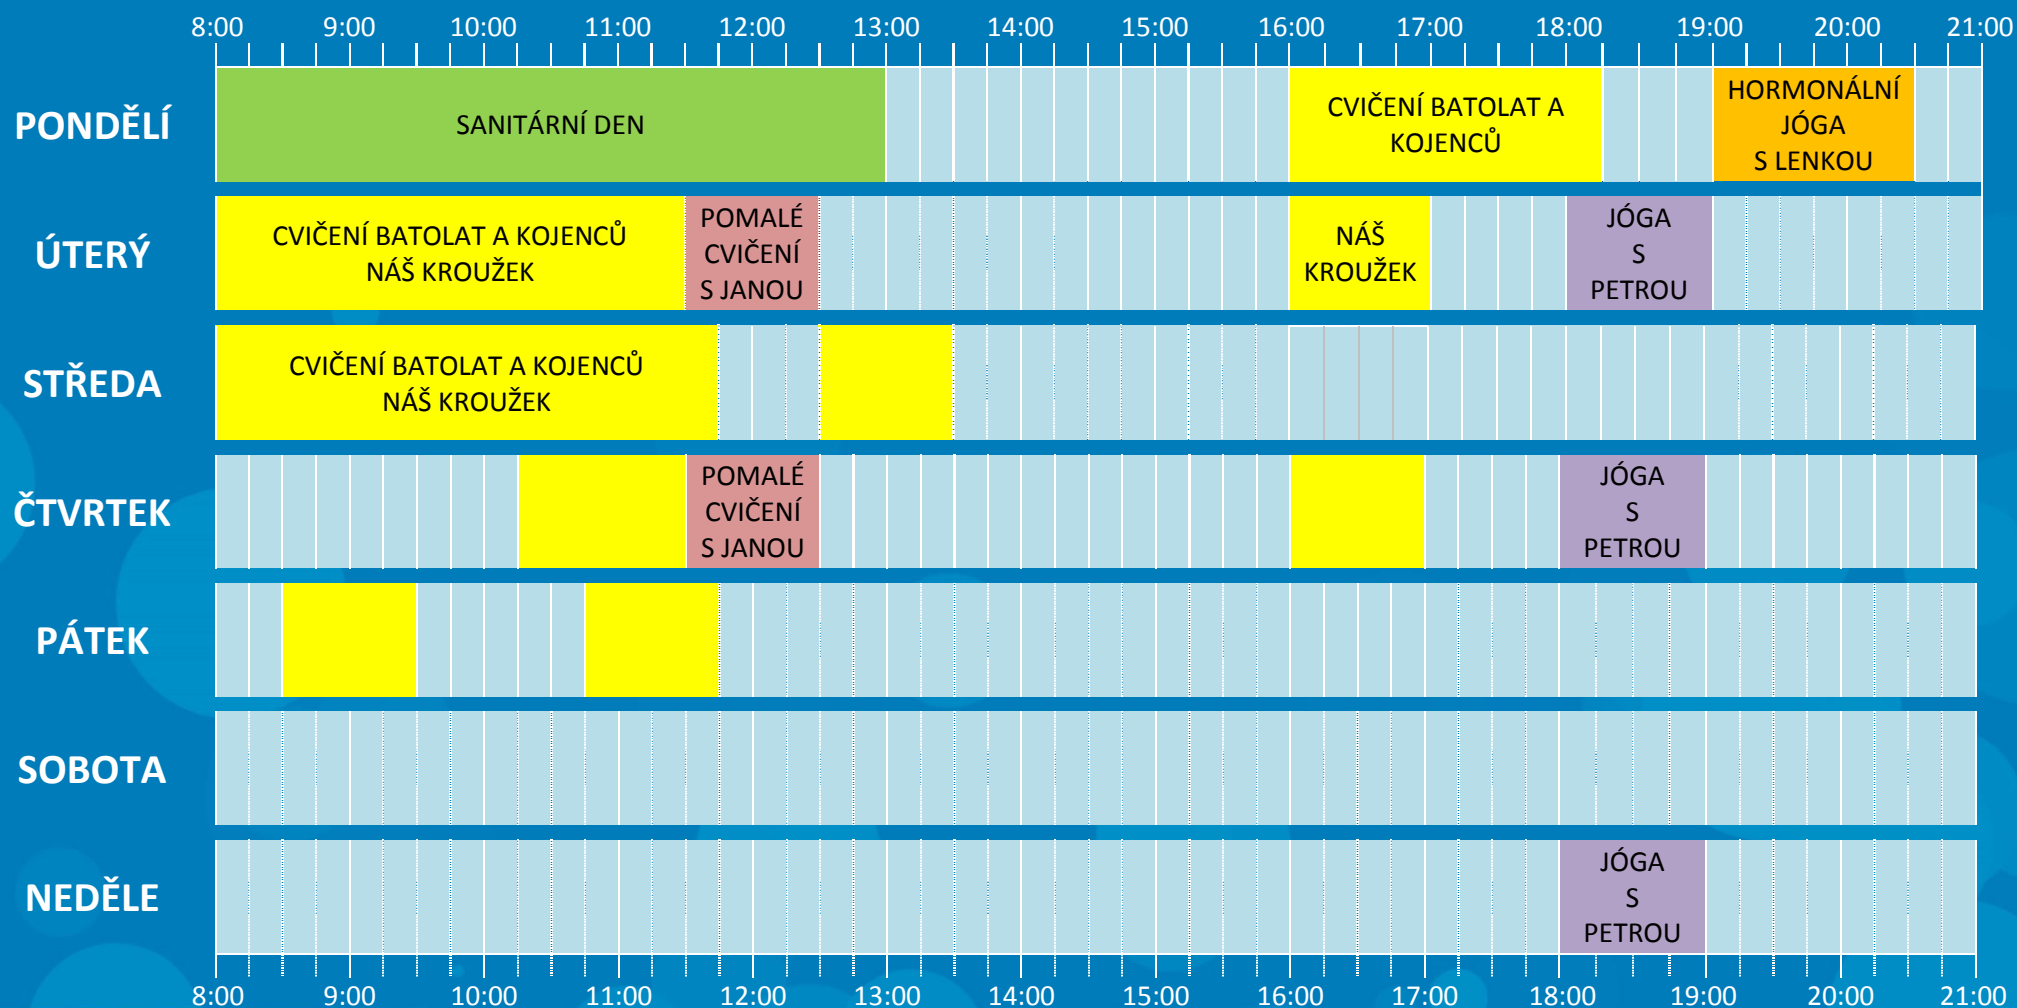 8:00 9:00 10:00 11:00 12:00 13:00 14:00 15:00 16:00 17:00 18:00 19:00 20:00 21:00
PONDĚLÍ
SANITÁRNÍ DEN
CVIČENÍ BATOLAT A
KOJENCŮ
HORMONÁLNÍ
JÓGA
S LENKOU
ÚTERÝ
CVIČENÍ BATOLAT A KOJENCŮ
NÁŠ KROUŽEK
POMALÉ
CVIČENÍ
S JANOU
NÁŠ
KROUŽEK
JÓGA
S
PETROU
STŘEDA
CVIČENÍ BATOLAT A KOJENCŮ
NÁŠ KROUŽEK
ČTVRTEK
POMALÉ
CVIČENÍ
S JANOU
JÓGA
S
PETROU
PÁTEK
SOBOTA
NEDĚLE
JÓGA
S
PETROU
8:00 9:00 10:00 11:00 12:00 13:00 14:00 15:00 16:00 17:00 18:00 19:00 20:00 21:00